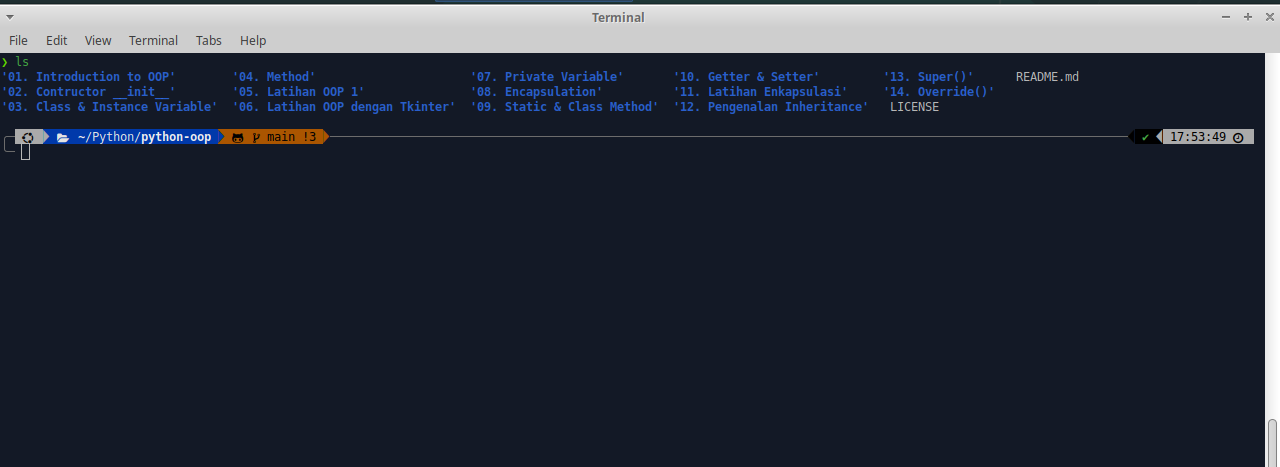 Terminal
File Edit View Terminal Tabs Help
❯ ls
'01. Introduction to OOP' '04. Method' '07. Private Variable' '10. Getter & Setter' '13. Super()' README.md
'02. Contructor __init__' '05. Latihan OOP 1' '08. Encapsulation' '11. Latihan Enkapsulasi' '14. Override()'
'03. Class & Instance Variable' '06. Latihan OOP dengan Tkinter' '09. Static & Class Method' '12. Pengenalan Inheritance' LICENSE
~/Python/python-oop main !3 ✔ 17:53:49